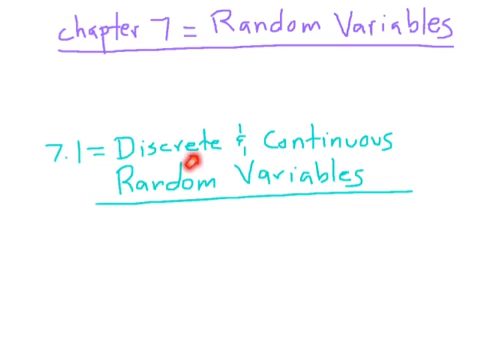 chapter 7 = Random Variables
7.1 = Discrete & Continuous
Random Variables